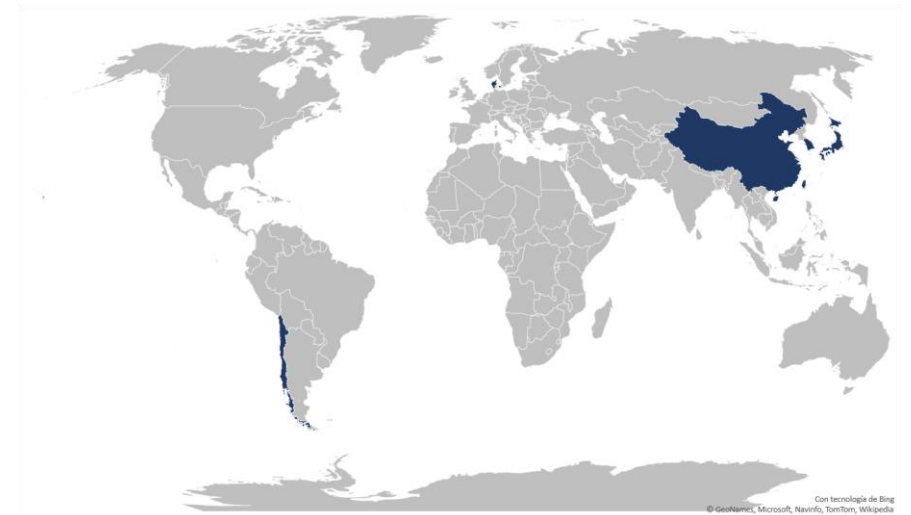 Con tecnología de Bing
© GeoNames, Microsoft, Navinfo, TomTom, Wikipedia